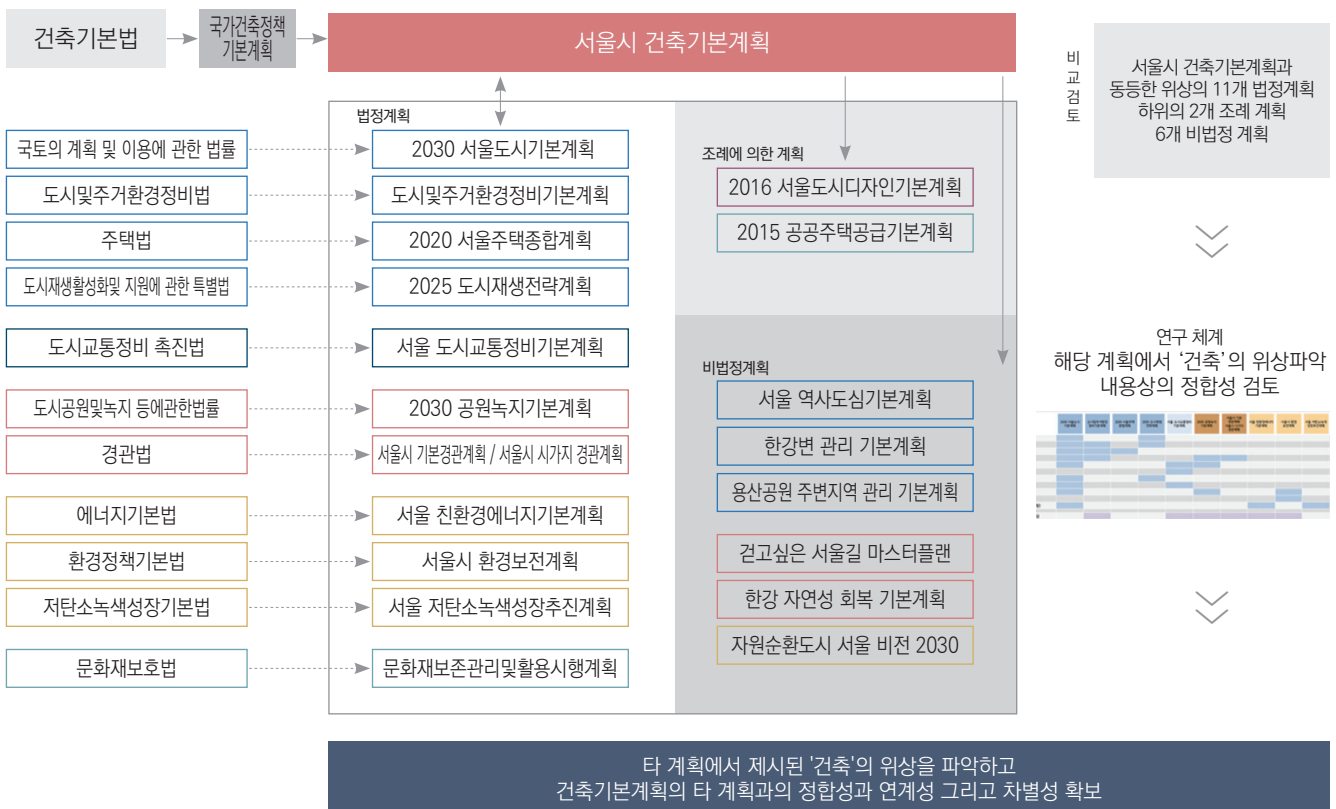 건축기본법
국가건축정책
기본계획
서울시 건축기본계획
법정계획
국토의 계획 및 이용에 관한 법률
2030 서울도시기본계획
도시및주거환경정비법
도시및주거환경정비기본계획
주택법
2020 서울주택종합계획
도시재생활성화및 지원에 관한 특별법
2025 도시재생전략계획
도시교통정비 촉진법
서울 도시교통정비기본계획
도시공원및녹지 등에관한법률
2030 공원녹지기본계획
경관법
서울시 기본경관계획 / 서울시 시가지 경관계획
에너지기본법
서울 친환경에너지기본계획
환경정책기본법
서울시 환경보전계획
저탄소녹색성장기본법
서울 저탄소녹색성장추진계획
문화재보호법
문화재보존관리및활용시행계획
조례에 의한 계획
2016 서울도시디자인기본계획
2015 공공주택공급기본계획
비법정계획
서울 역사도심기본계획
한강변 관리 기본계획
용산공원 주변지역 관리 기본계획
걷고싶은 서울길 마스터플랜
한강 자연성 회복 기본계획
자원순환도시 서울 비전 2030
비교검토
서울시 건축기본계획과
동등한 위상의 11개 법정계획
하위의 2개 조례 계획
6개 비법정 계획
연구 체계
해당 계획에서 ‘건축’의 위상파악
내용상의 정합성 검토
타 계획에서 제시된 '건축'의 위상을 파악하고
건축기본계획의 타 계획과의 정합성과 연계성 그리고 차별성 확보